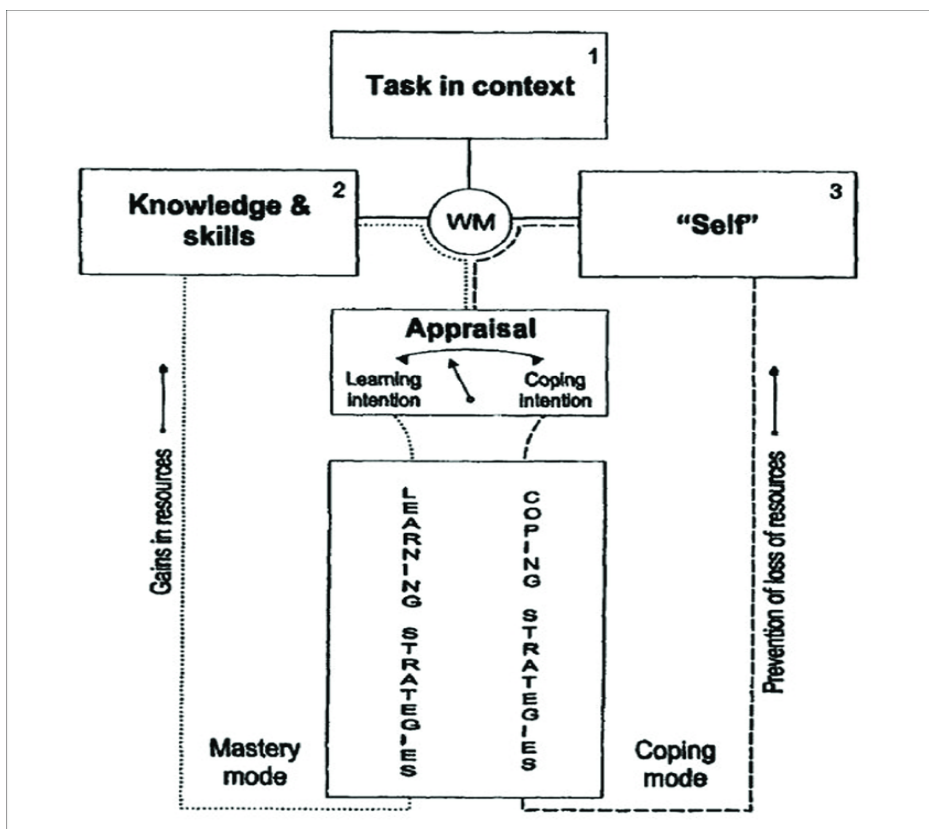 1
Task in context
2
Knowledge &
skills
WM
3
“Self”
Appraisal
Learning
intention
Coping
intention
Gains in resources
LEARNING STRATEGIES
COPING STRATEGIES
Prevention of loss of resources
Mastery
mode
Coping
mode